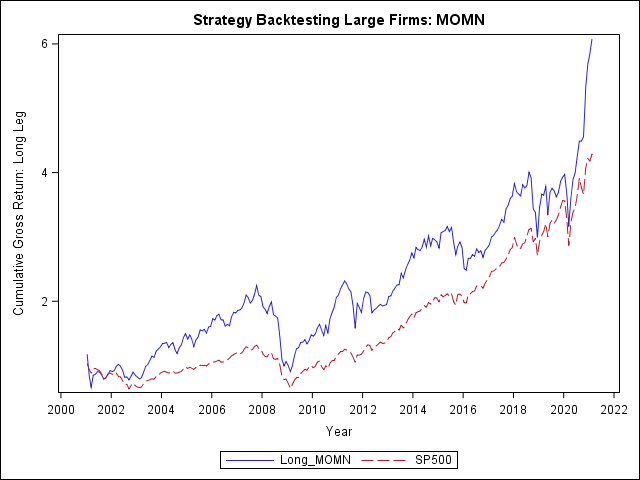 Strategy Backtesting Large Firms: MOMN
Cumulative Gross Return: Long Leg
6
4
2
2000 2002 2004 2006 2008 2010 2012 2014 2016 2018 2020 2022
Year
Long_MOMN SP500